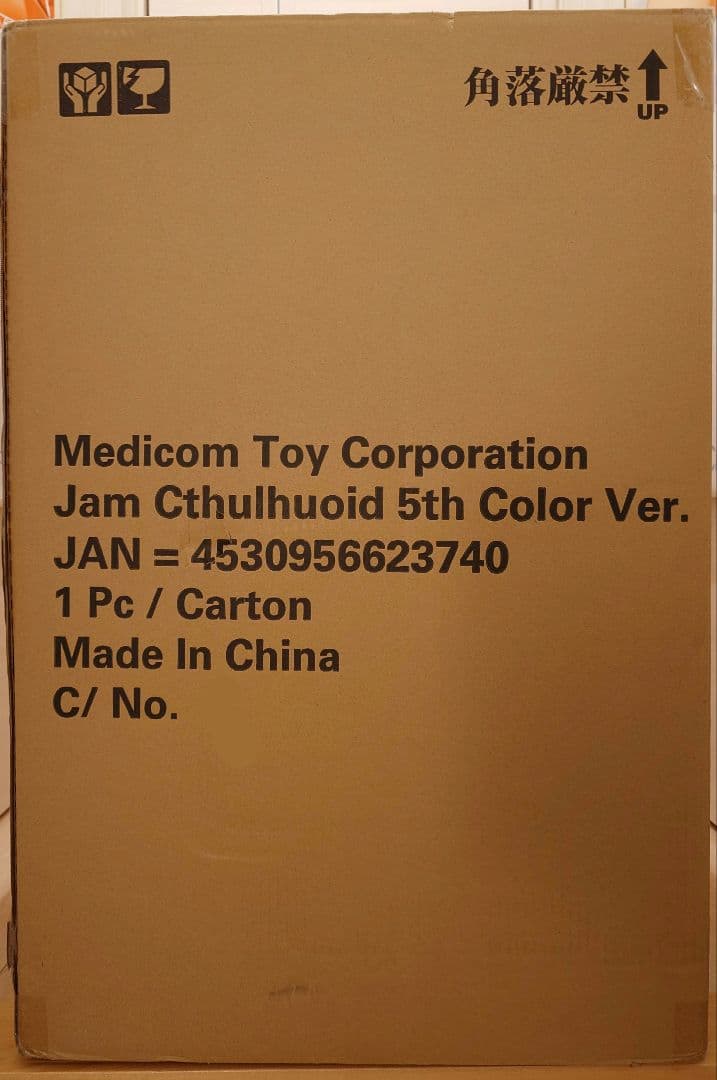 角落厳禁
UP
Medicom Toy Corporation
Jam Cthulhuoid 5th Color Ver.
JAN = 4530956623740
1 Pc / Carton
Made In China
C/ No.